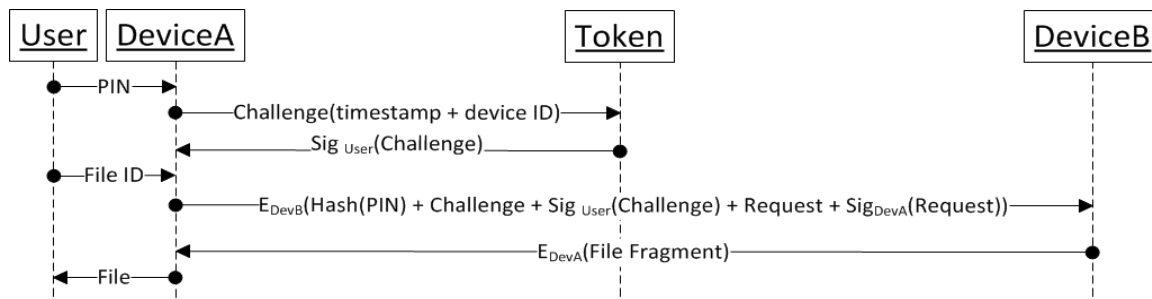 User DeviceA Token DeviceB
PIN
Challenge(timestamp + device ID)
Sig User(Challenge)
File ID
EDevB(Hash(PIN) + Challenge + Sig User(Challenge) + Request + SigDevA(Request))
EDevA(File Fragment)
File